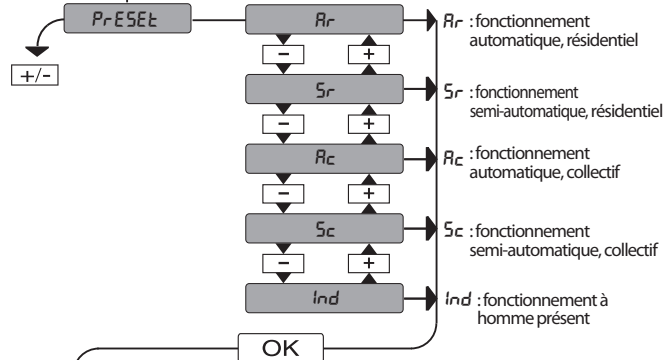 PrESEt
+/-
Ar
Ar : fonctionnement
automatique, résidentiel
- +
Sr
Sr : fonctionnement
semi-automatique, résidentiel
- +
Ac
Ac : fonctionnement
automatique, collectif
- +
Sc
Sc : fonctionnement
semi-automatique, collectif
- +
Ind
Ind : fonctionnement à
homme présent
OK